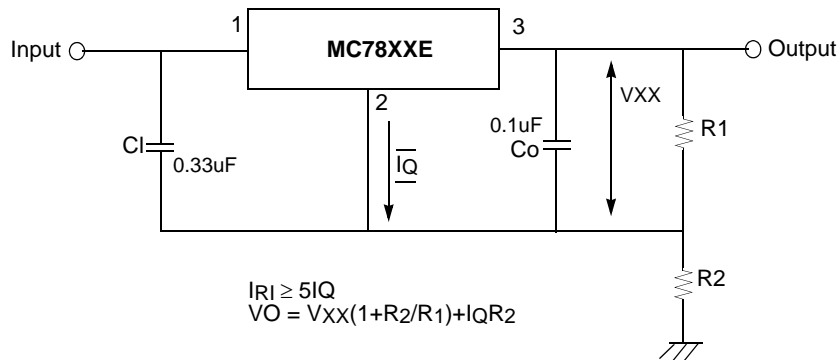 1
MC78XXE
3
Input
Output
2
VXX
0.1uF
R1
CI
0.33uF
IQ
Co
R2
IRI ≥ 5IQ
VO = VXX(1+R2/R1)+IQR2